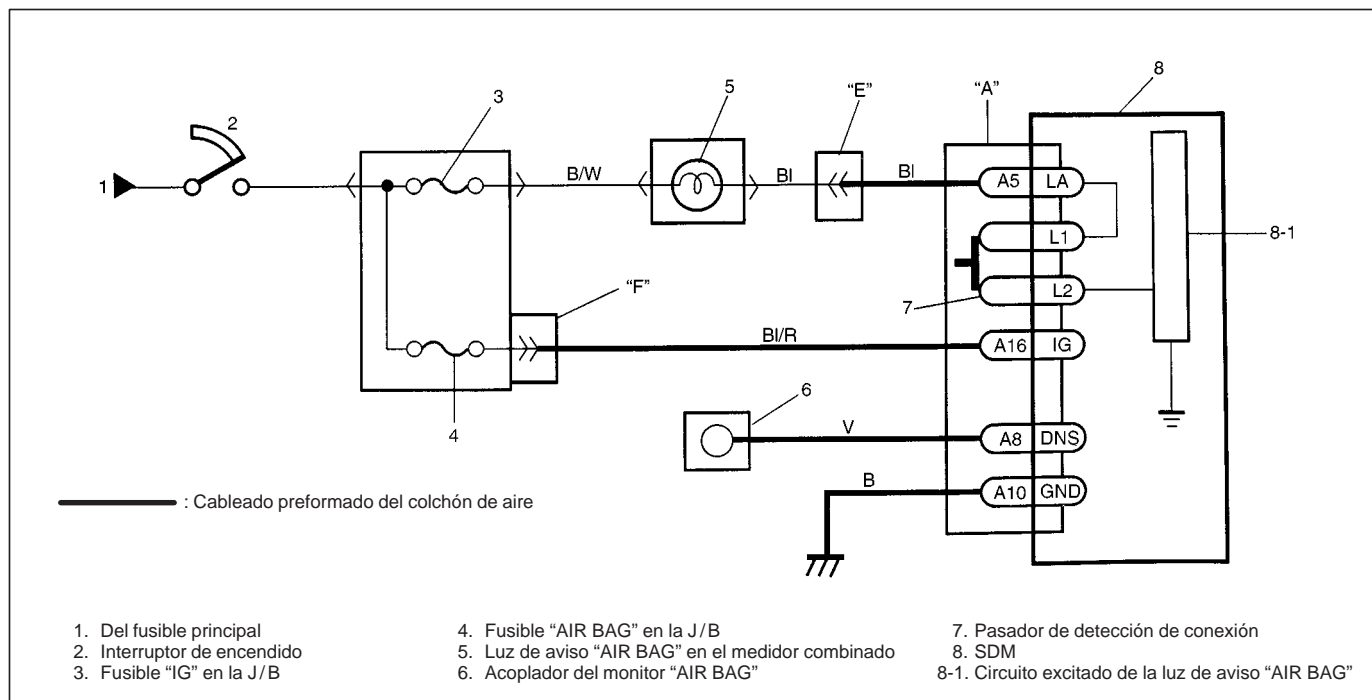 8
5
"E"
"A"
3
2
1
B/W
Bl
Bl
A5
LA
L1
8-1
L2
"F"
7
Bl/R
A16
IG
6
4
V
A8
DNS
B
A10
GND
: Cableado preformado del colchón de aire
1. Del fusible principal
2. Interruptor de encendido
3. Fusible “IG” en la J/B
4. Fusible “AIR BAG” en la J/B
5. Luz de aviso “AIR BAG” en el medidor combinado
6. Acoplador del monitor “AIR BAG”
7. Pasador de detección de conexión
8. SDM
8-1. Circuito excitado de la luz de aviso “AIR BAG”